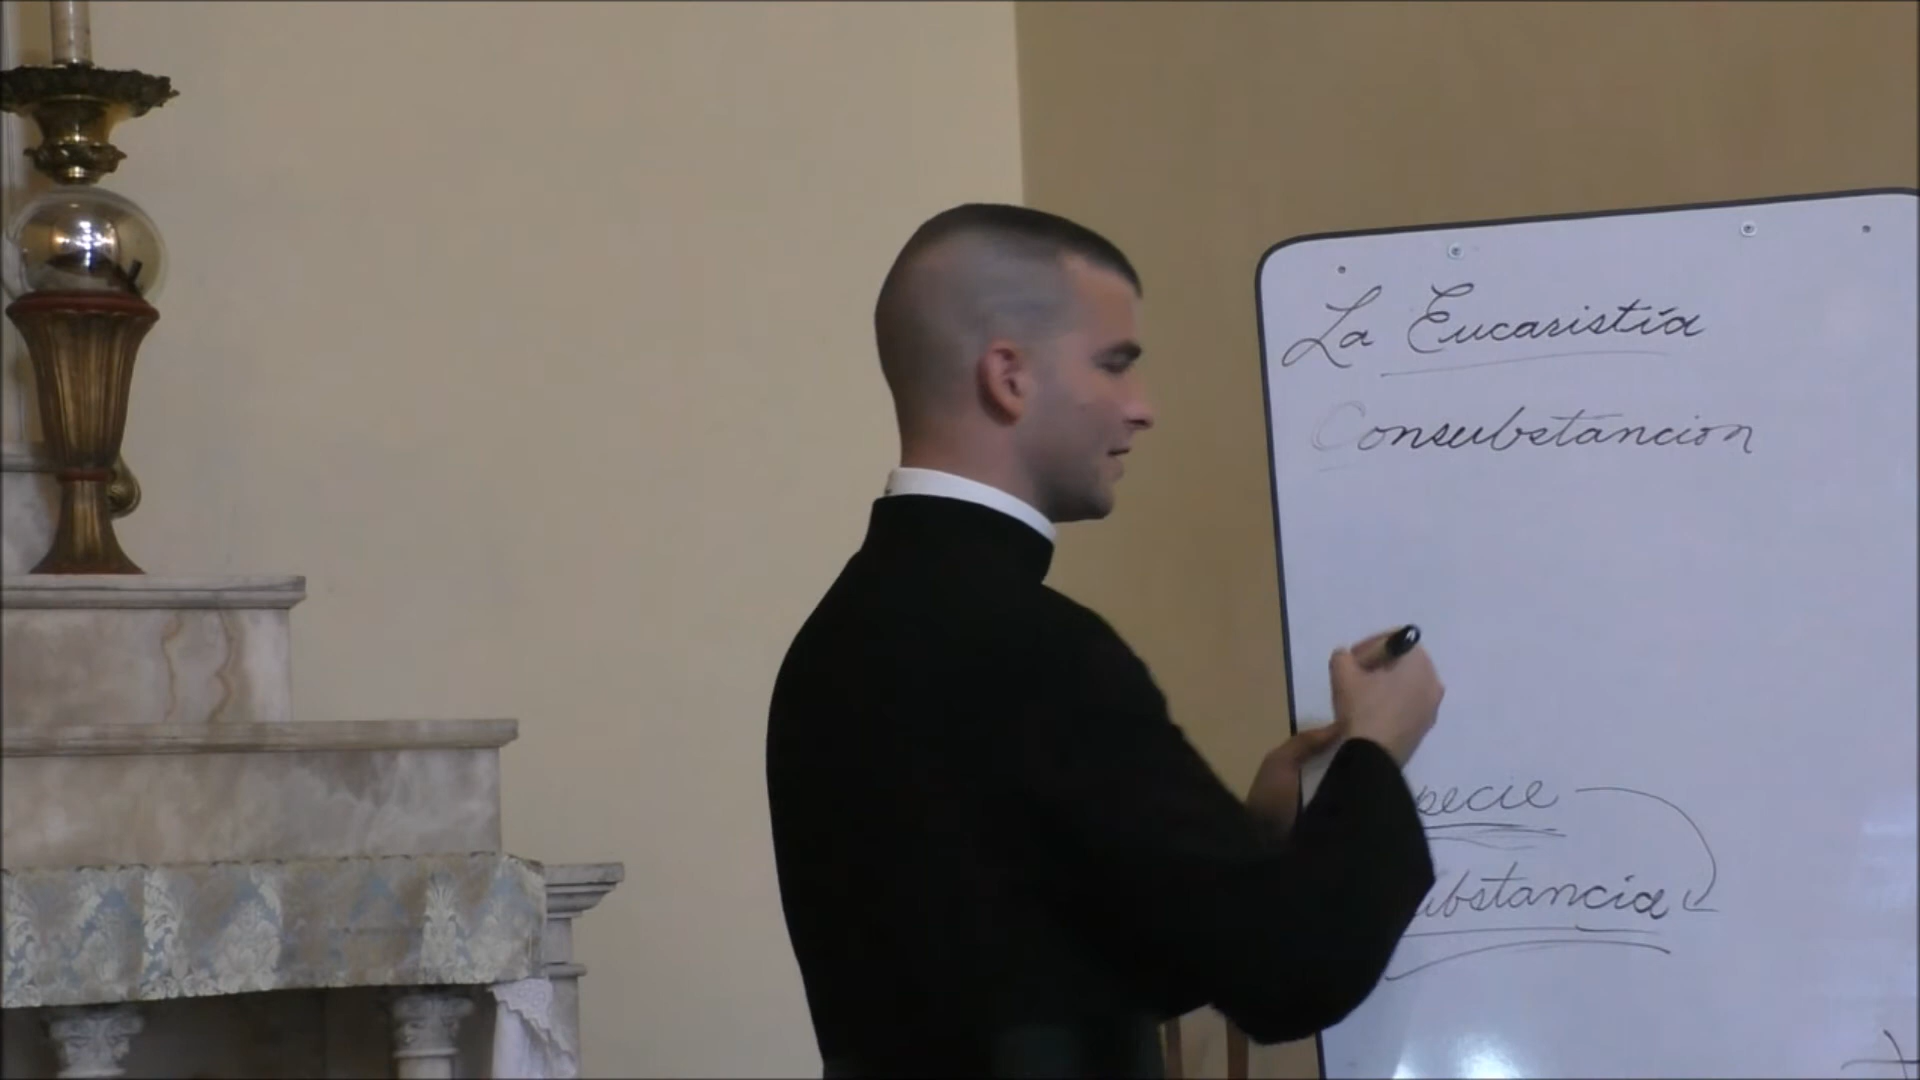 La Eucaristía
Consubstancion
pecie
ubstancia